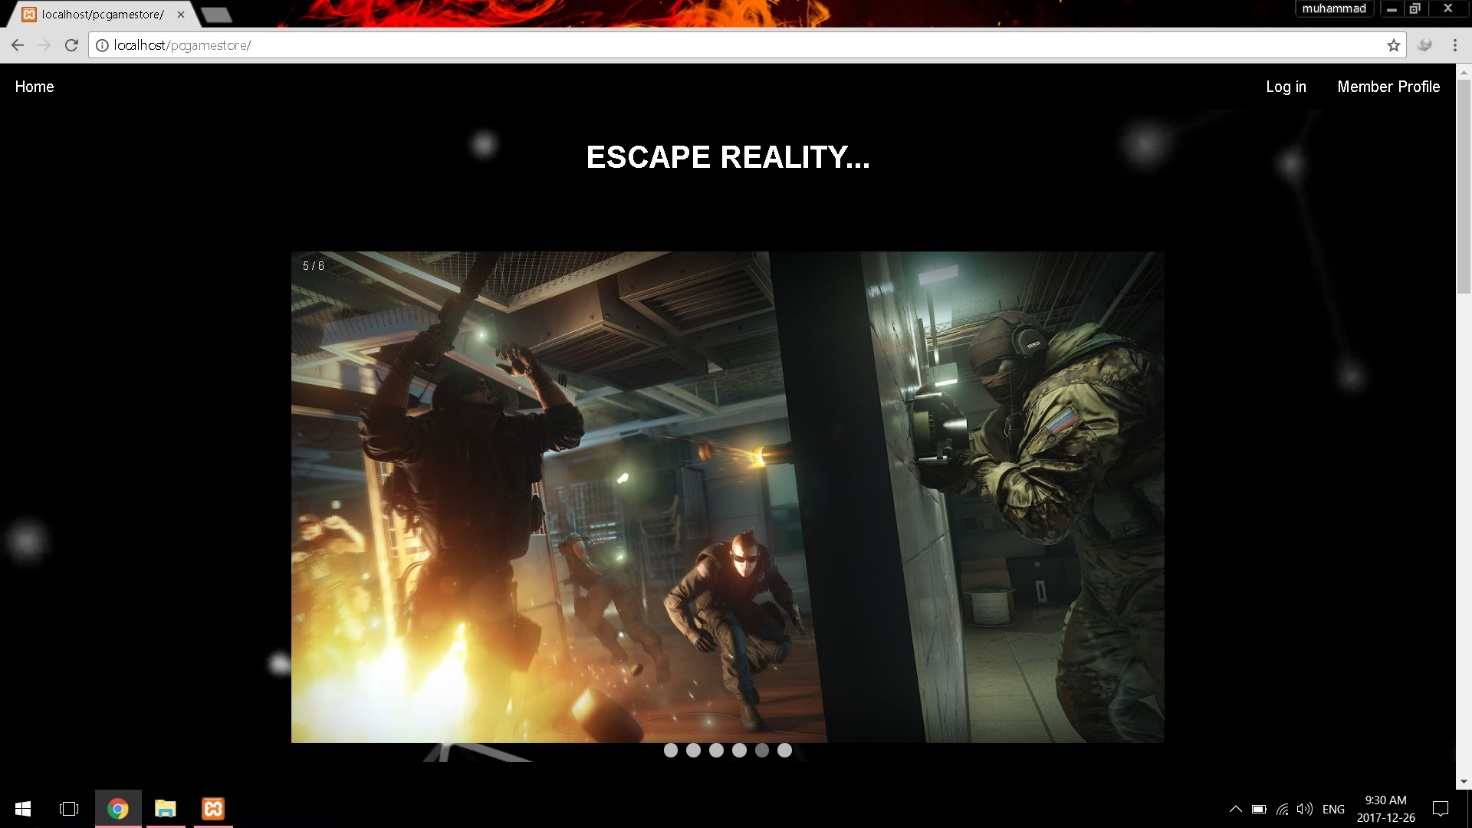 localhost/pcgamestore/
muhammad
localhost/pcgamestore/
Home
Log in
Member Profile
ESCAPE REALITY...
5 / 6
ENG
9:30 AM
2017-12-26